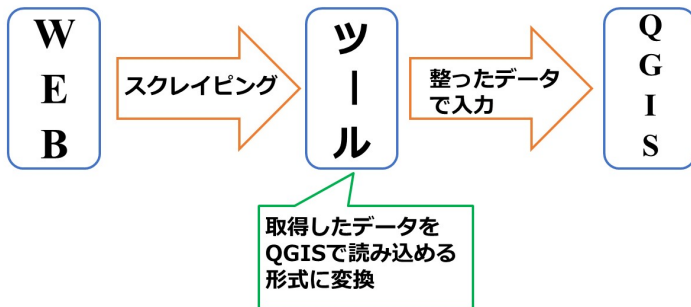 WEB
スクレイピング
ツール
整ったデータ
で入力
QGIS
取得したデータを
QGISで読み込める
形式に変換